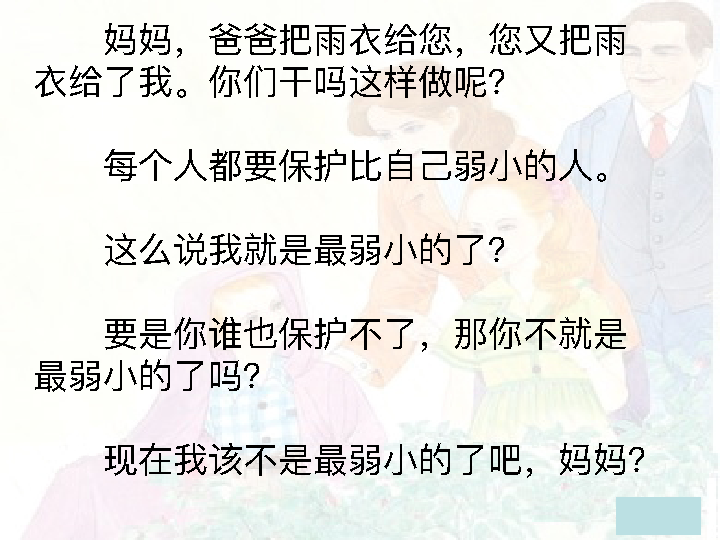 妈妈，爸爸把雨衣给您，您又把雨
衣给了我。你们干吗这样做呢？
每个人都要保护比自己弱小的人。
这么说我就是最弱小的了？
要是你谁也保护不了，那你不就是
最弱小的了吗？
现在我该不是最弱小的了吧，妈妈？